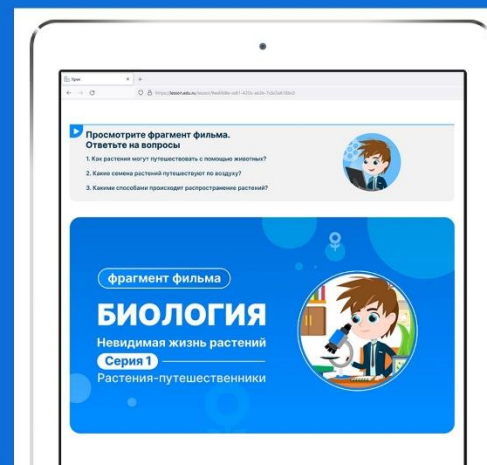 Урок
Просмотрите фрагмент фильма.
Ответьте на вопросы
1. Как растения могут путешествовать с помощью животных?
2. Какие семена растений путешествуют по воздуху?
3. Какими способами происходит распространение растений?
фрагмент фильма
БИОЛОГИЯ
Невидимая жизнь растений
Серия 1
Растения-путешественники